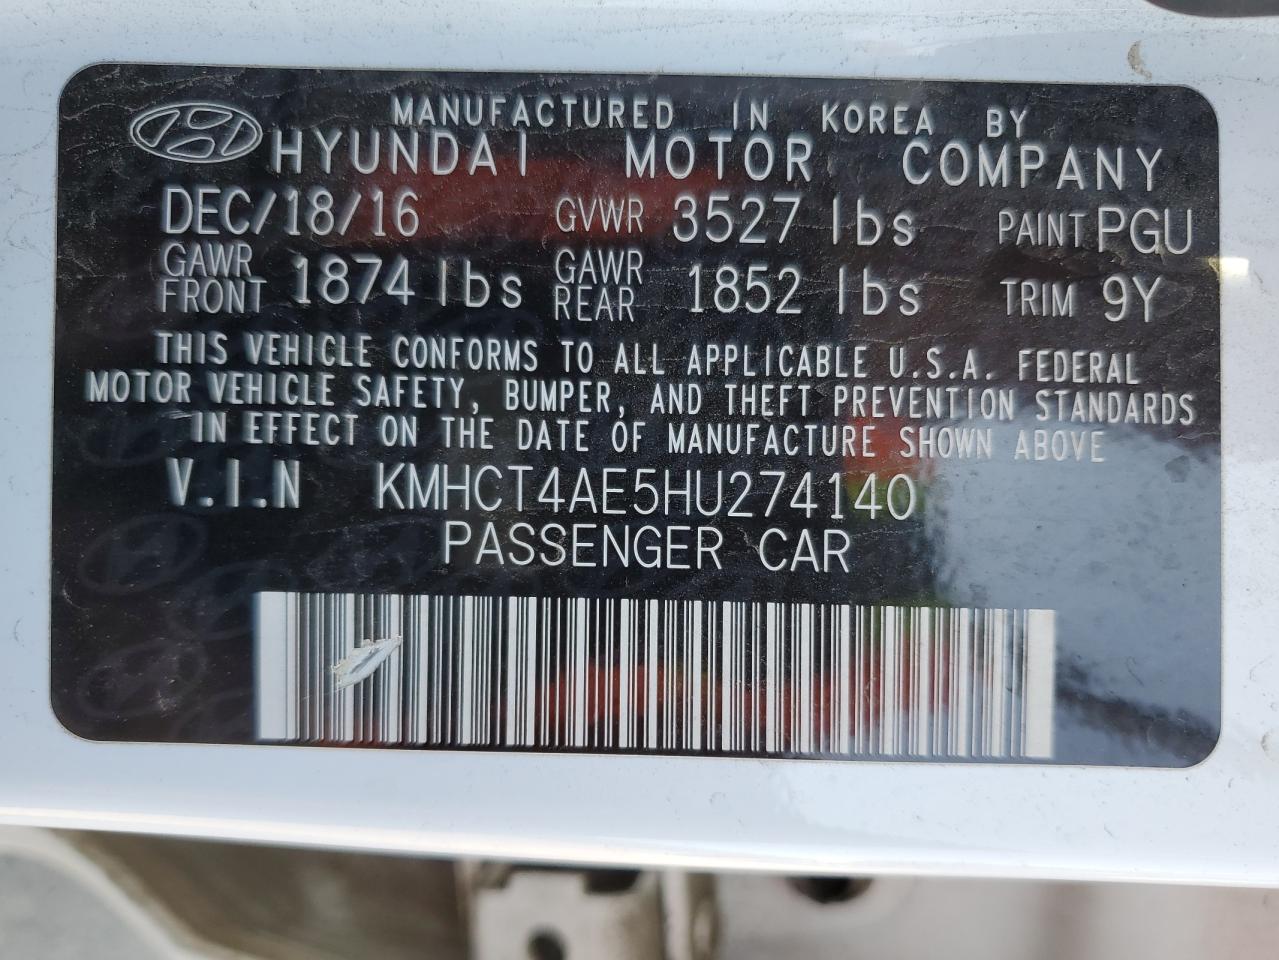 MANUFACTURED IN KOREA BY
HYUNDAI MOTOR COMPANY
DEC/18/16 GVWR 3527 lbs PAINT PGU
GAWR FRONT 1874 lbs GAWR REAR 1852 lbs TRIM 9Y
THIS VEHICLE CONFORMS TO ALL APPLICABLE U.S.A. FEDERAL
MOTOR VEHICLE SAFETY, BUMPER, AND THEFT PREVENTION STANDARDS
IN EFFECT ON THE DATE OF MANUFACTURE SHOWN ABOVE
V.I.N KMHCT4AE5HU274140
PASSENGER CAR